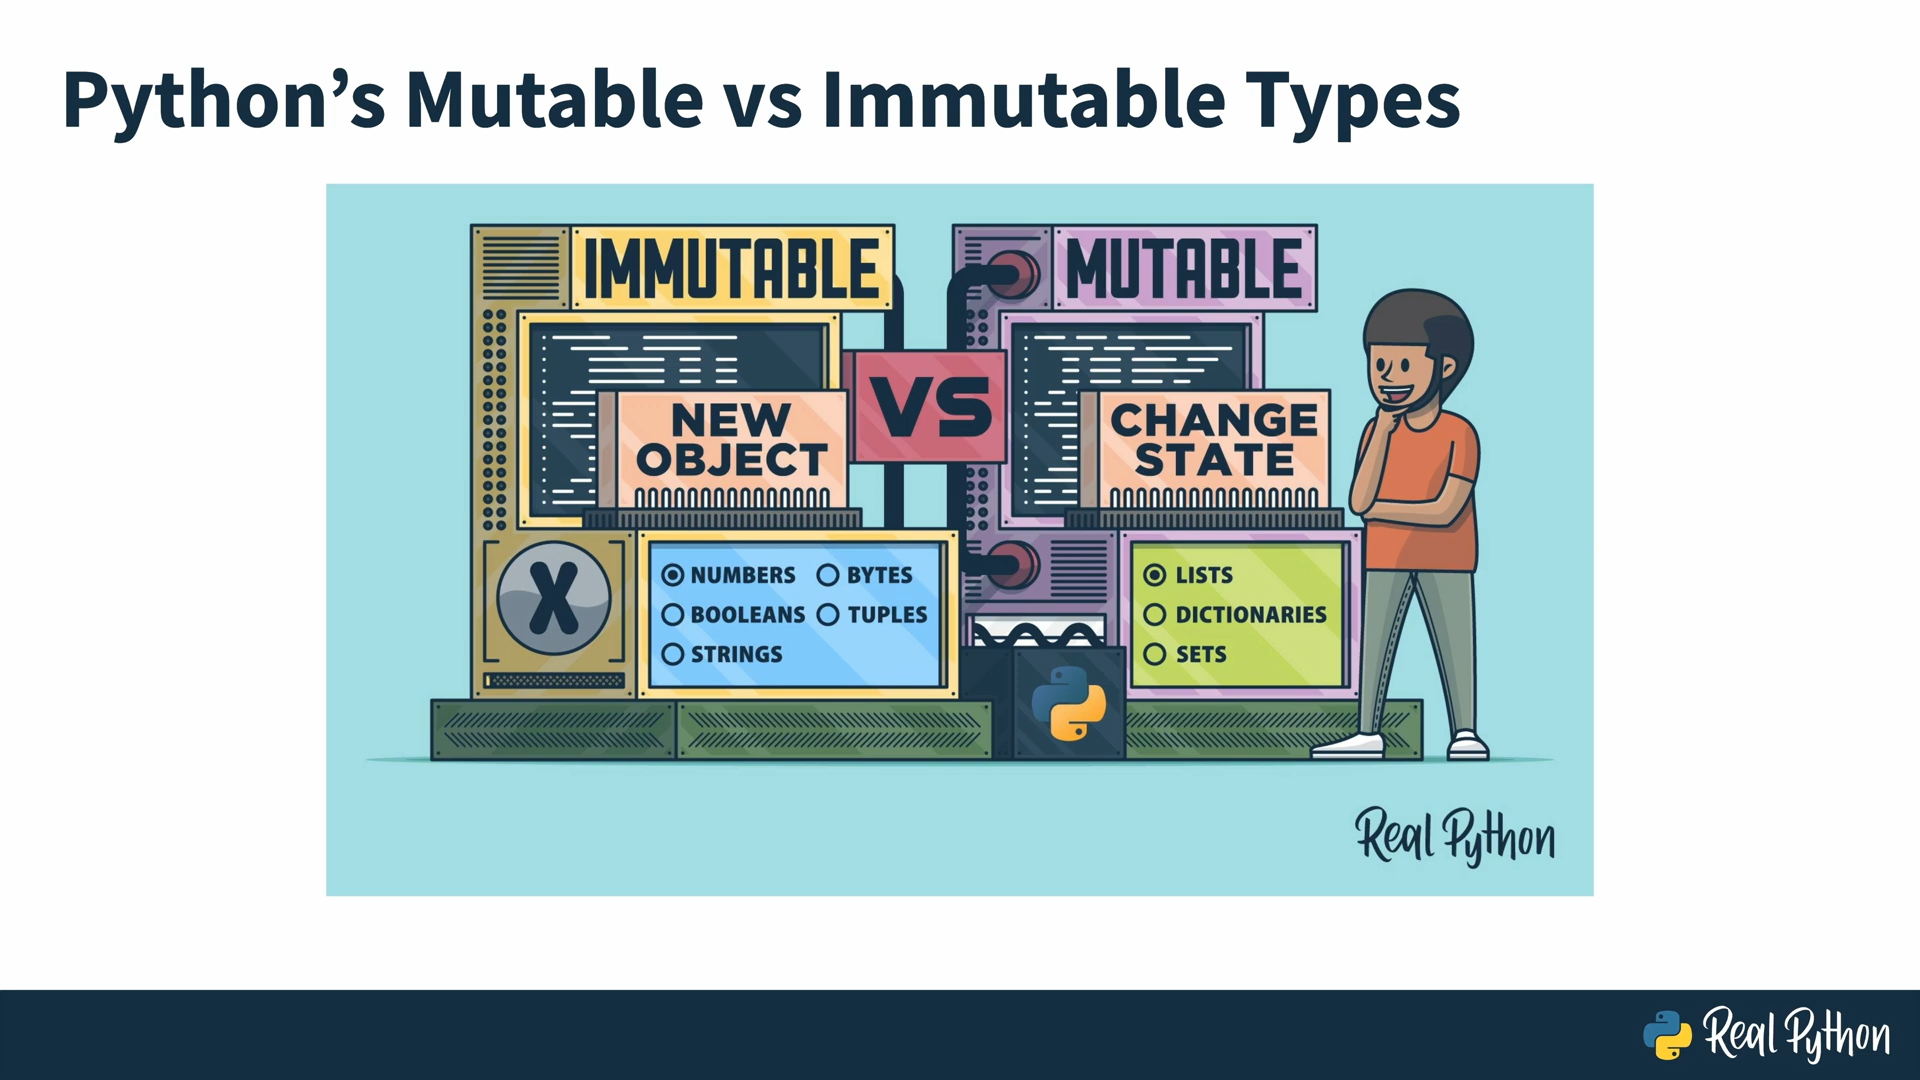 Python’s Mutable vs Immutable Types
IMMUTABLE
MUTABLE
VS
NEW
OBJECT
CHANGE
STATE
X
NUMBERS
BYTES
BOOLEANS
TUPLES
STRINGS
LISTS
DICTIONARIES
SETS
Real Python
Real Python